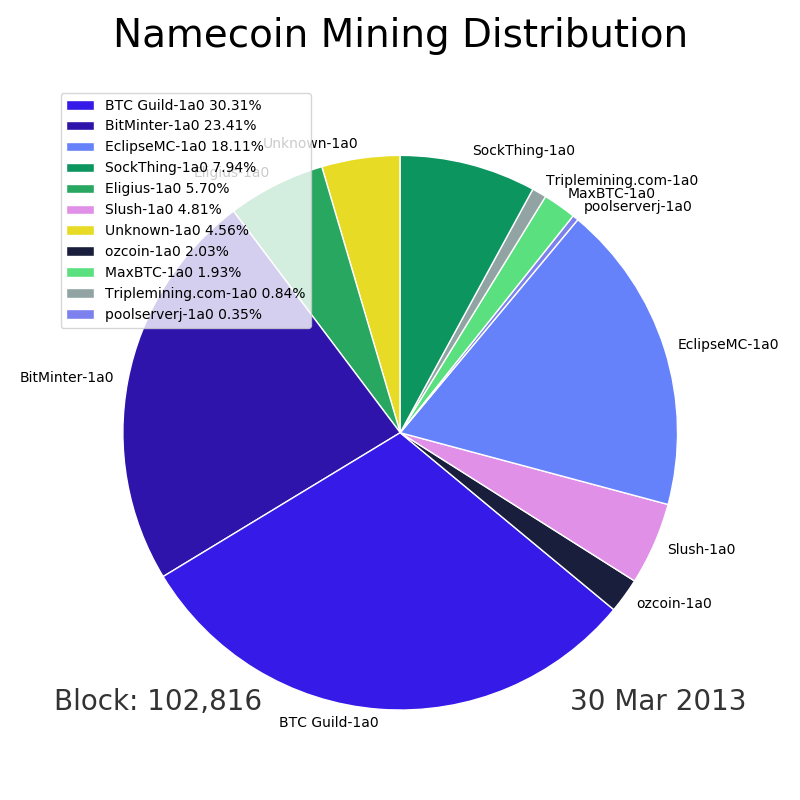 Namecoin Mining Distribution
BTC Guild-1a0 30.31%
BitMinter-1a0 23.41%
EclipseMC-1a0 18.11%
SockThing-1a0 7.94%
Eligius-1a0 5.70%
Slush-1a0 4.81%
Unknown-1a0 4.56%
ozcoin-1a0 2.03%
MaxBTC-1a0 1.93%
Triplemining.com-1a0 0.84%
poolserverj-1a0 0.35%
Unknown-1a0
Eligius-1a0
SockThing-1a0
Triplemining.com-1a0
MaxBTC-1a0
poolserverj-1a0
EclipseMC-1a0
BitMinter-1a0
Slush-1a0
ozcoin-1a0
BTC Guild-1a0
Block: 102,816
30 Mar 2013